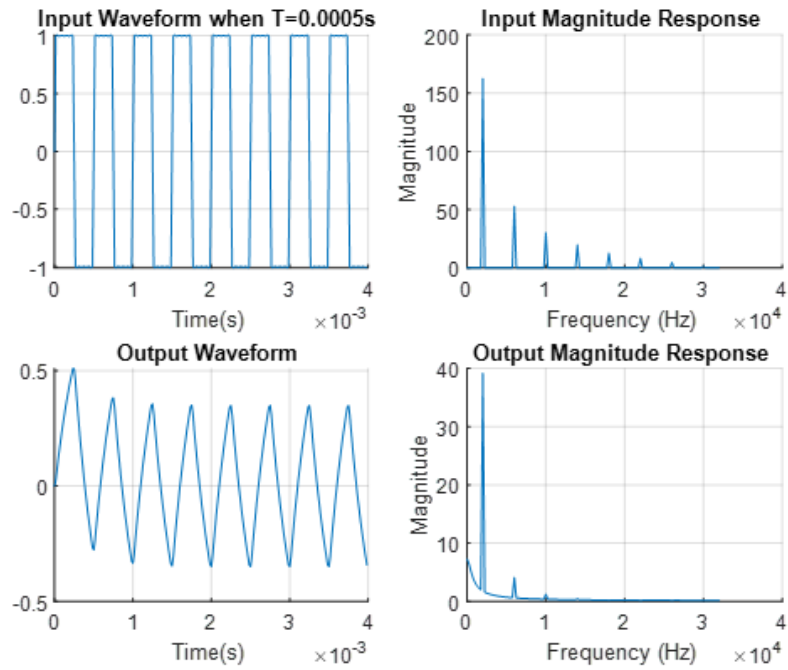 Input Waveform when T=0.0005s
1
0.5
0
-0.5
-1
0 1 2 3 4
Time(s) ×10-3
Input Magnitude Response
200
150
100
50
0
Magnitude
0 1 2 3 4
Frequency (Hz) ×10⁴
Output Waveform
0.5
0
-0.5
0 1 2 3 4
Time(s) ×10-3
Output Magnitude Response
40
30
20
10
0
Magnitude
0 1 2 3 4
Frequency (Hz) ×10⁴